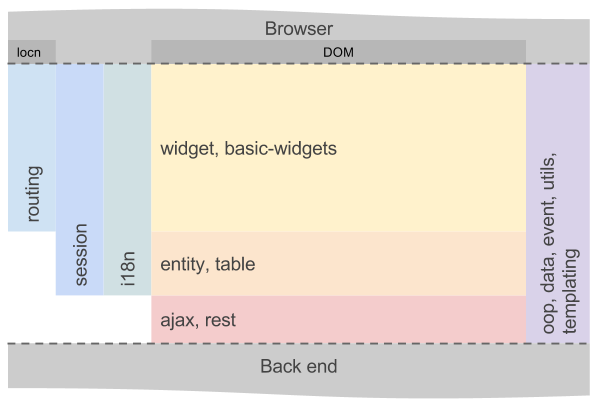 Browser
locn
DOM
routing
session
i18n
widget, basic-widgets
entity, table
ajax, rest
oop, data, event, utils,
templating
Back end